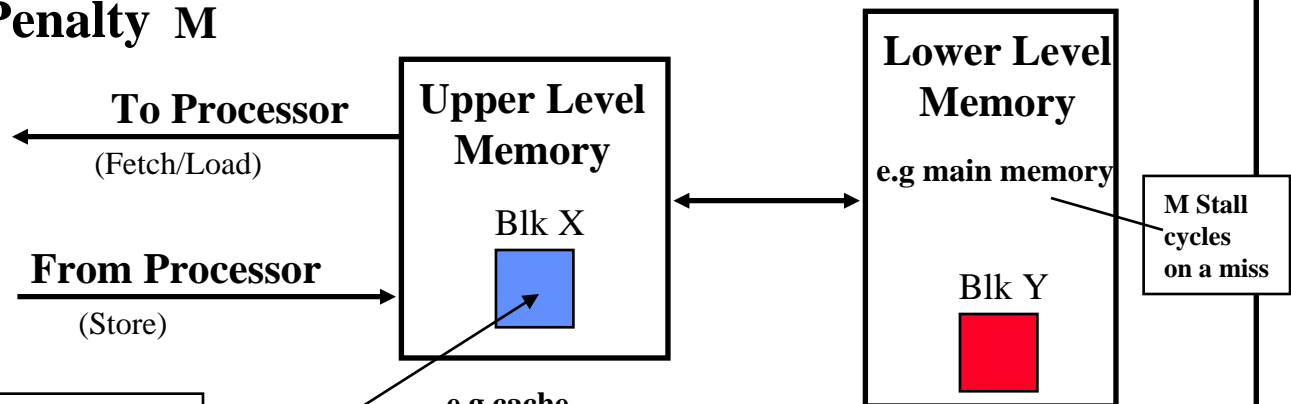 Penalty M
To Processor
(Fetch/Load)
From Processor
(Store)
Upper Level
Memory
Blk X
e.g cache
Lower Level
Memory
e.g main memory
Blk Y
M Stall
cycles
on a miss